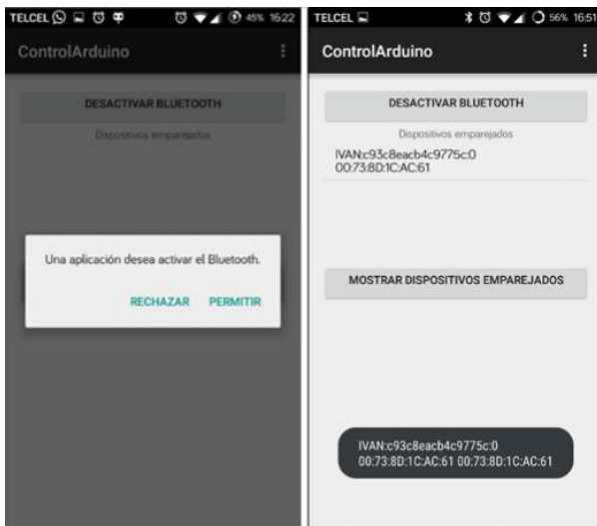 TELCEL 45% 16:22
ControlArduino
DESACTIVAR BLUETOOTH
Dispositivos emparejados
Una aplicación desea activar el Bluetooth.
RECHAZAR PERMITIR
TELCEL 56% 16:51
ControlArduino
DESACTIVAR BLUETOOTH
Dispositivos emparejados
IVAN:c93c8eacb4c9775c:0
00:73:8D:1C:AC:61
MOSTRAR DISPOSITIVOS EMPAREJADOS
IVAN:c93c8eacb4c9775c:0
00:73:8D:1C:AC:61 00:73:8D:1C:AC:61